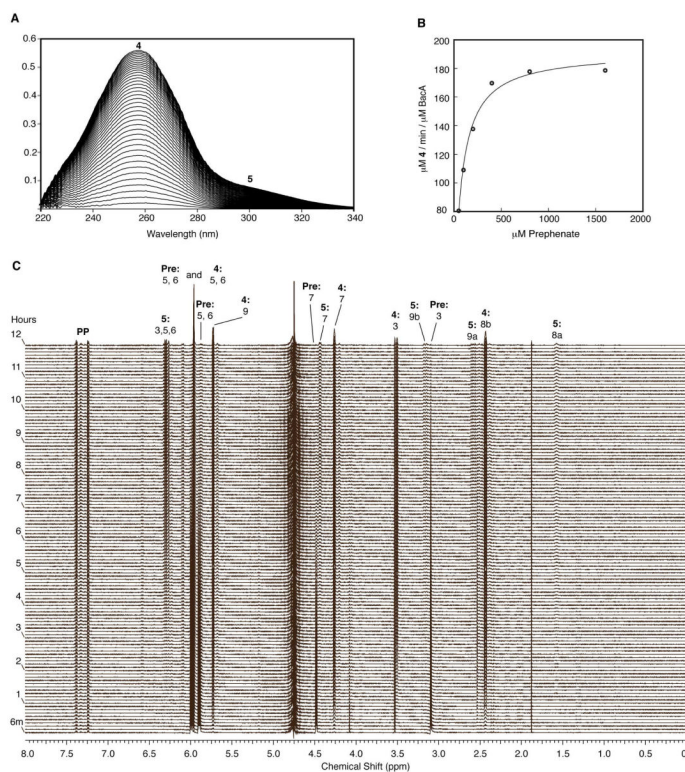 A
0.6
0.5
0.4
0.3
0.2
0.1
4
5
220 240 260 280 300 320 340
Wavelength (nm)
B
200
180
160
140
120
100
80
µM 4 / min / µM BacA
0 500 1000 1500 2000
µM Prephenate
C
Hours
12
11
10
9
8
7
6
5
4
3
2
1
6m
PP
5:
3,5,6
Pre: and 4:
5, 6 5, 6
Pre:
5, 6
4:
9
Pre:
7
5:
7
4:
7
4:
3
5:
9b
Pre:
3
5:
9a
4:
8b
5:
8a
8.0 7.5 7.0 6.5 6.0 5.5 5.0 4.5 4.0 3.5 3.0 2.5 2.0 1.5 1.0 0.5 0
Chemical Shift (ppm)